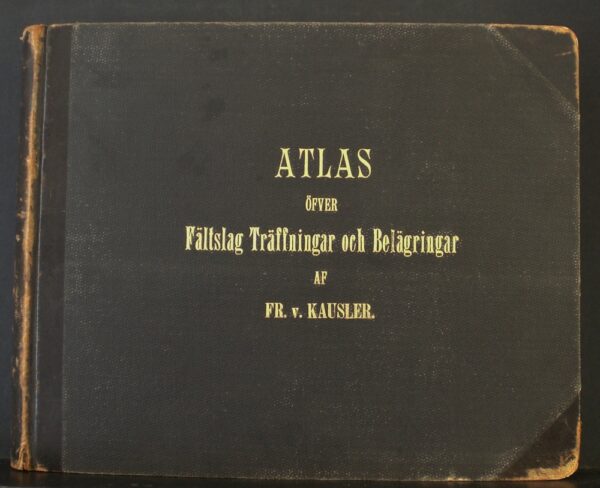 ATLAS
ÖFVER
Fältslag Träffningar och Belägringar
AF
FR. v. KAUSLER.